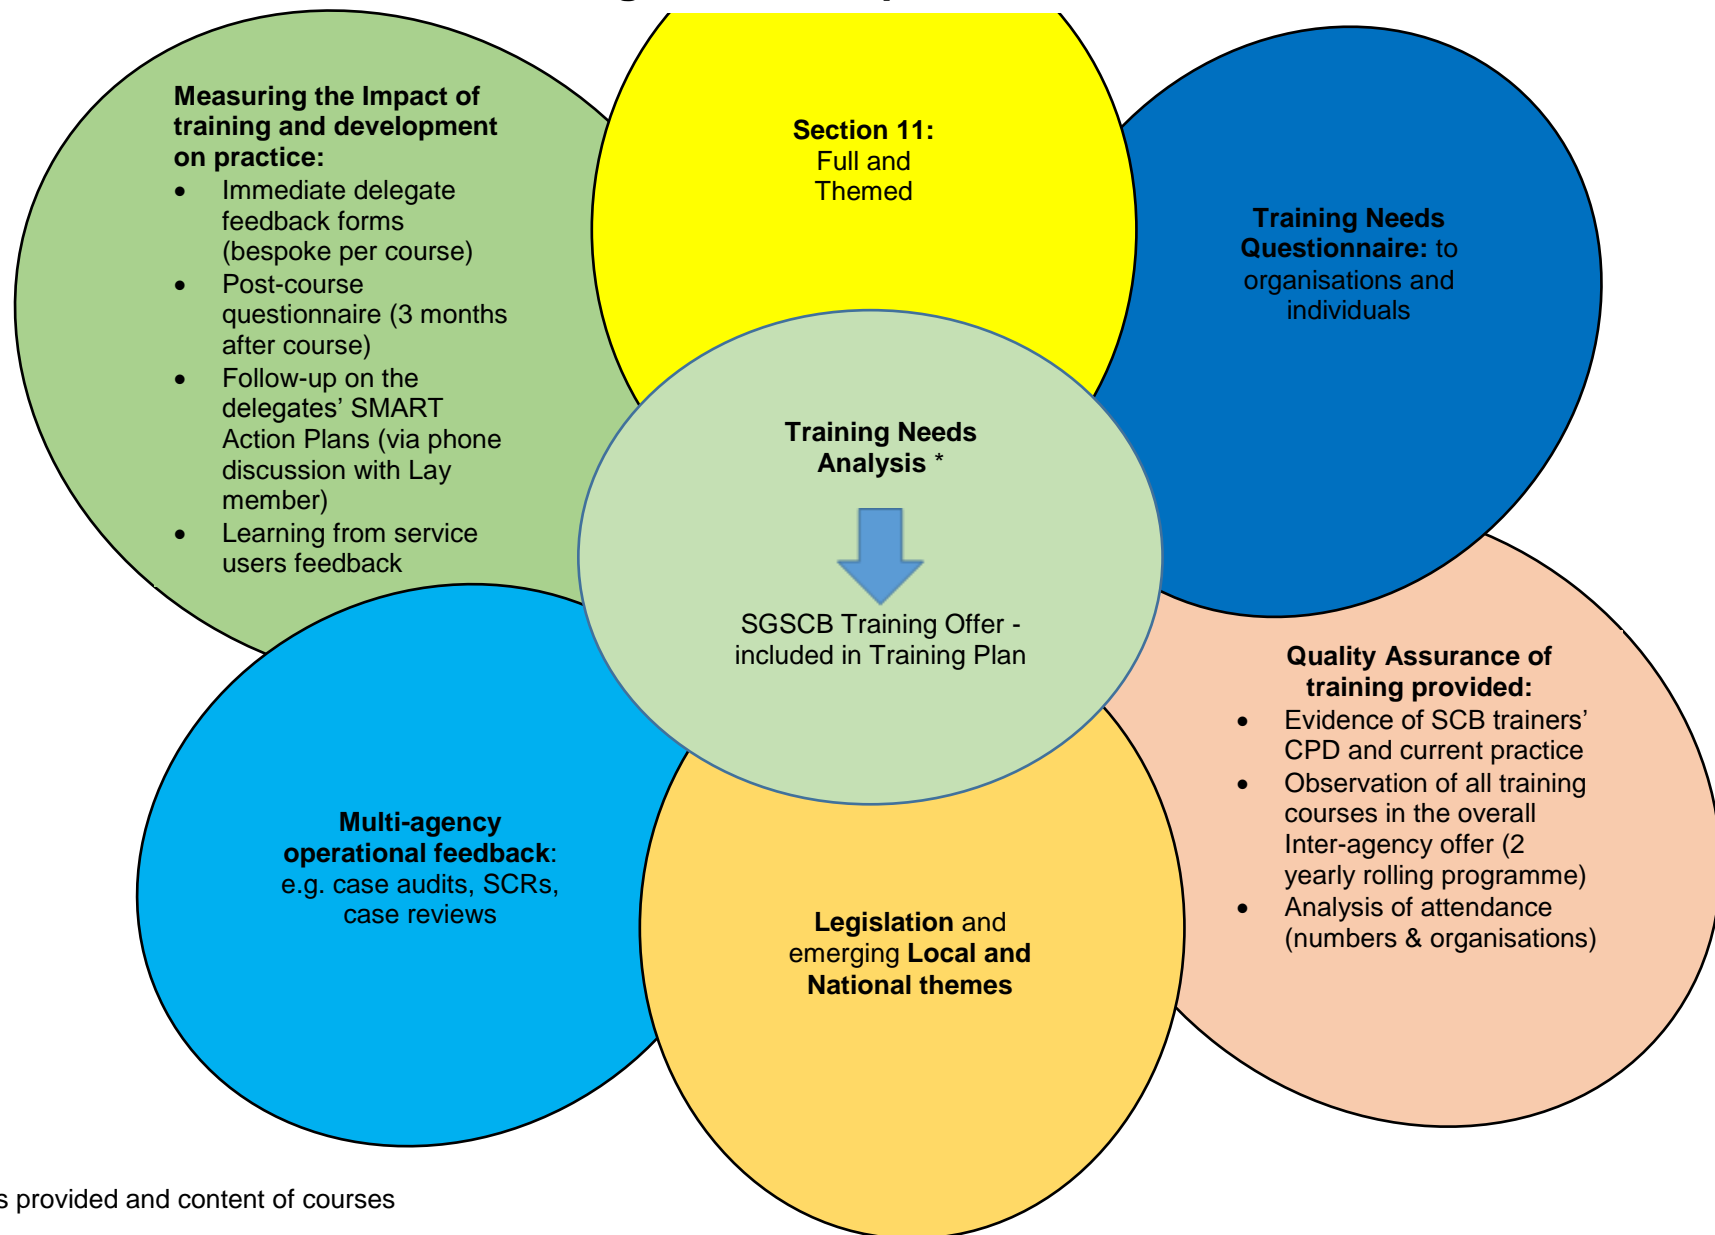 Measuring the Impact of
training and development
on practice:
• Immediate delegate
feedback forms
(bespoke per course)
• Post-course
questionnaire (3 months
after course)
• Follow-up on the
delegates’ SMART
Action Plans (via phone
discussion with Lay
member)
• Learning from service
users feedback
Section 11:
Full and
Themed
Training Needs
Questionnaire: to
organisations and
individuals
Training Needs
Analysis *
SGSCB Training Offer -
included in Training Plan
Quality Assurance of
training provided:
• Evidence of SCB trainers’
CPD and current practice
• Observation of all training
courses in the overall
Inter-agency offer (2
yearly rolling programme)
• Analysis of attendance
(numbers & organisations)
Multi-agency
operational feedback:
e.g. case audits, SCRs,
case reviews
Legislation and
emerging Local and
National themes
s provided and content of courses